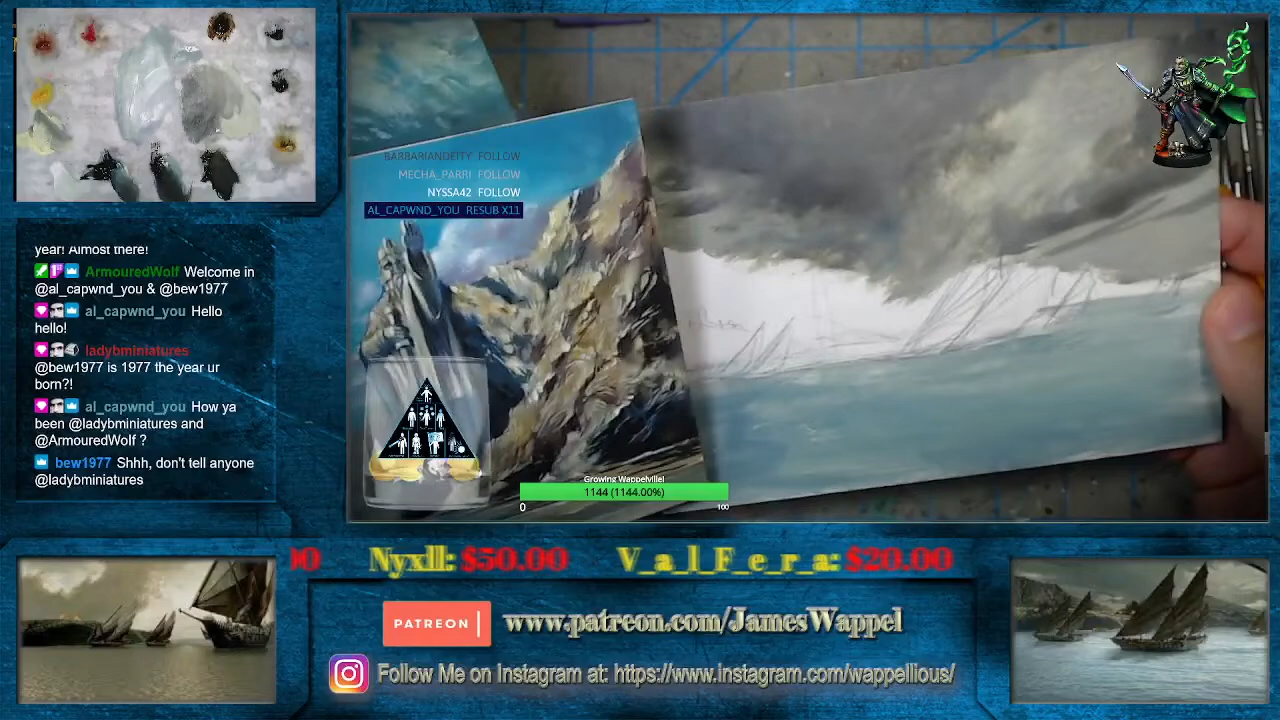 year! Almost there!
ArmouredWolf Welcome in
@al_capwnd_you & @bew1977
al_capwnd_you Hello
hello!
ladybminiatures
@bew1977 is 1977 the year ur
born?!
al_capwnd_you How ya
been @ladybminiatures and
@ArmouredWolf ?
bew1977 Shhh, don't tell anyone
@ladybminiatures
BARBARIANDEITY FOLLOW
MECHA_PARRI FOLLOW
NYSSA42 FOLLOW
AL_CAPWND_YOU RESUB X11
Growing Wappelville!
1144 (1144.00%)
0 100
Nyxll: $50.00 V_a_l_F_e_r_a: $20.00
PATREON www.patreon.com/JamesWappel
Follow Me on Instagram at: https://www.instagram.com/wappellious/